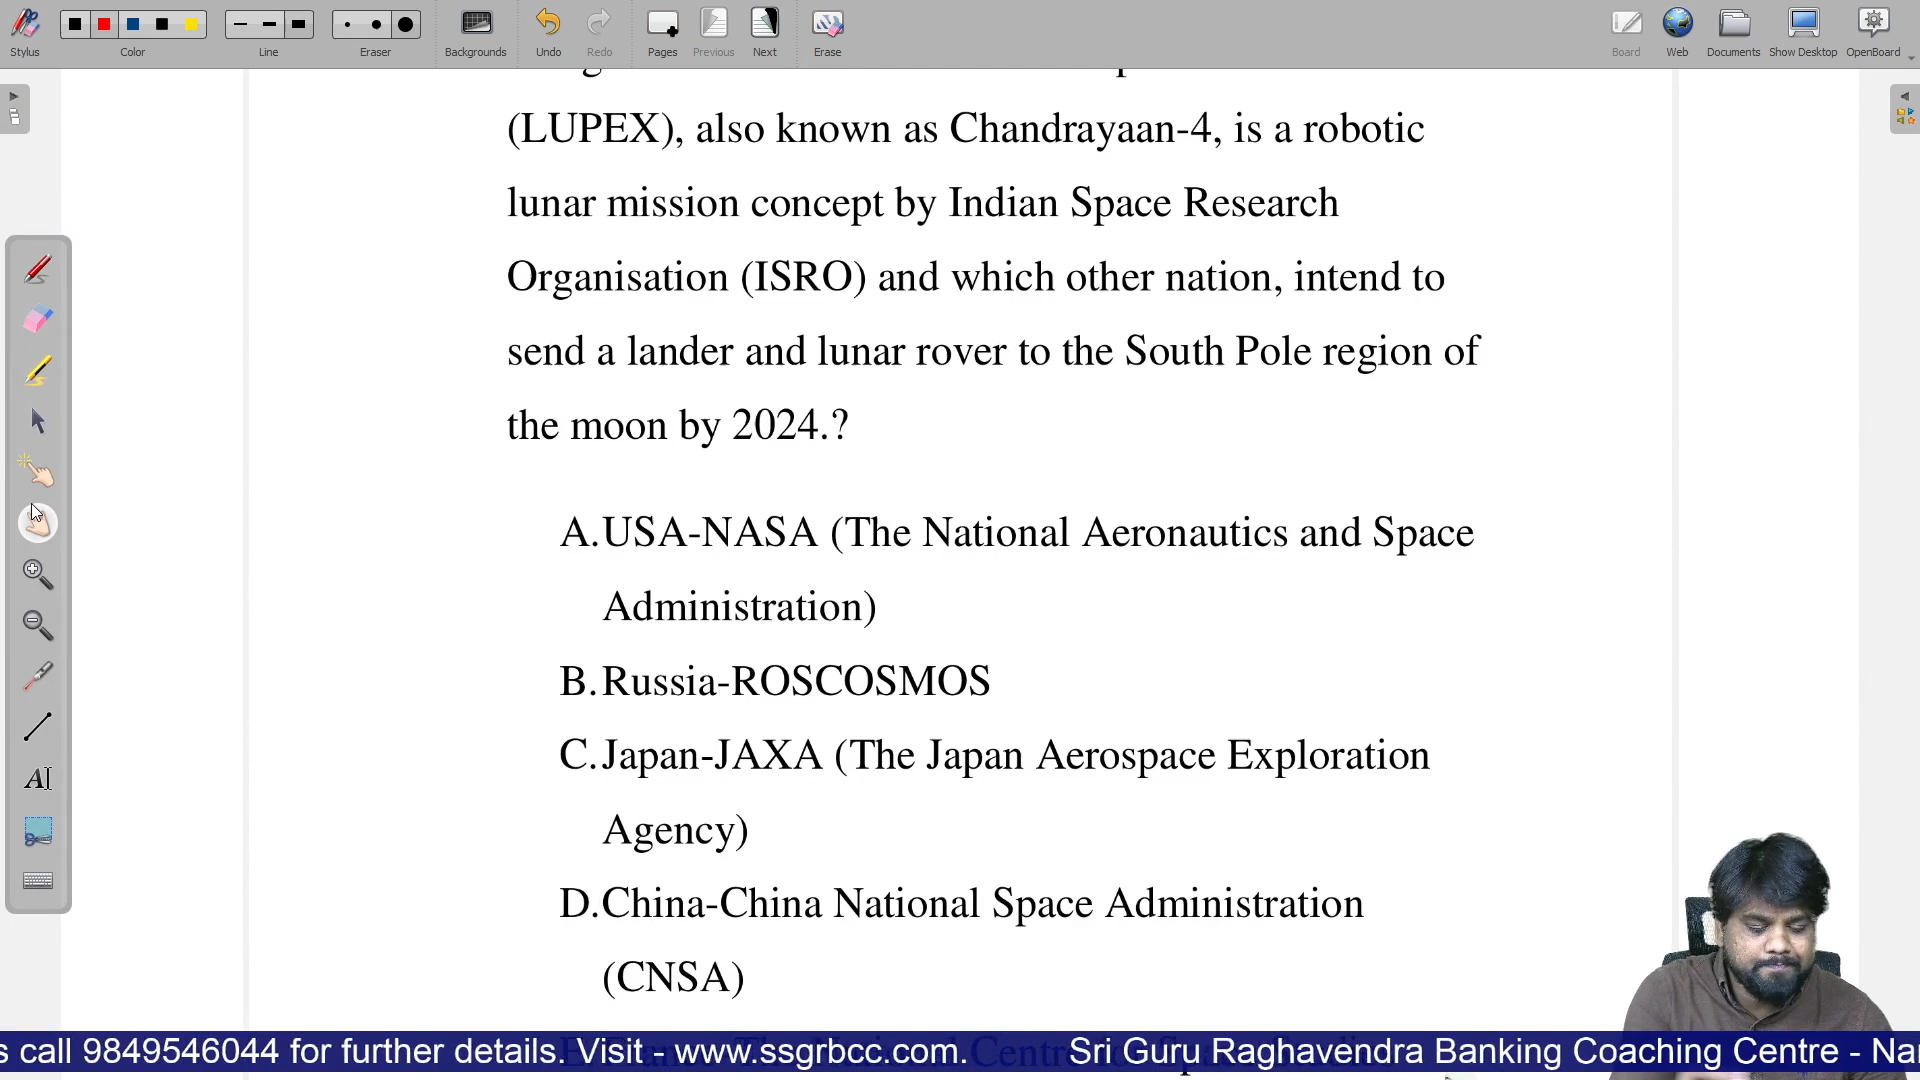 Stylus
Color
Line
Eraser
Backgrounds
Undo
Redo
Pages
Previous
Next
Erase
Board
Web
Documents
Show Desktop
OpenBoard
(LUPEX), also known as Chandrayaan-4, is a robotic
lunar mission concept by Indian Space Research
Organisation (ISRO) and which other nation, intend to
send a lander and lunar rover to the South Pole region of
the moon by 2024.?
A.USA-NASA (The National Aeronautics and Space
Administration)
B.Russia-ROSCOSMOS
C.Japan-JAXA (The Japan Aerospace Exploration
Agency)
D.China-China National Space Administration
(CNSA)
s call 9849546044 for further details. Visit - www.ssgrbcc.com. Sri Guru Raghavendra Banking Coaching Centre - Nan